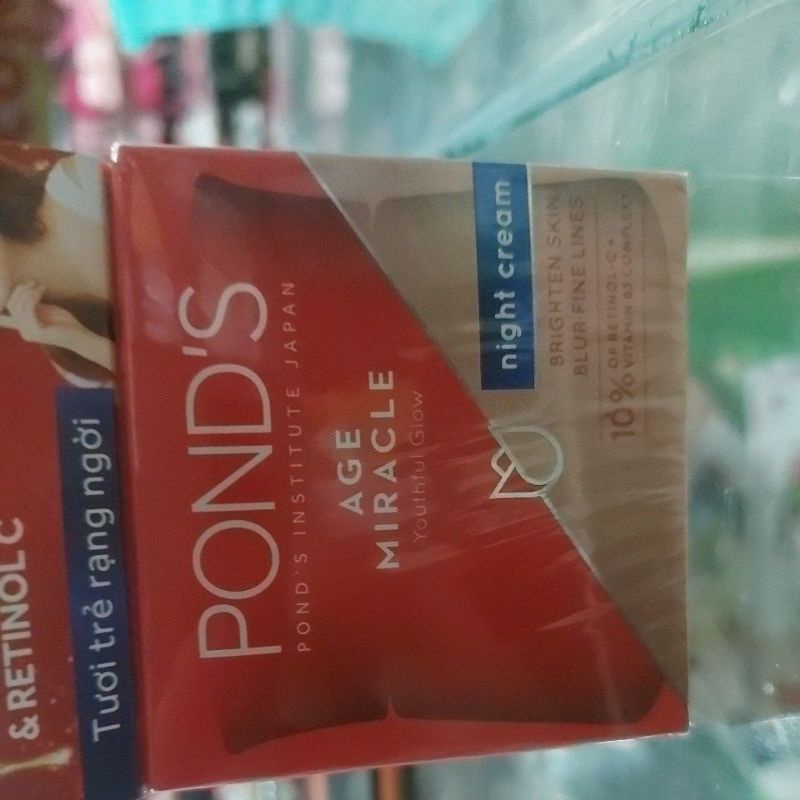 & RETINOL C
Tươi trẻ rạng ngời
POND'S
POND'S INSTITUTE JAPAN
AGE
MIRACLE
Youthful Glow
night cream
BRIGHTEN SKIN
BLUR FINE LINES
10% OF RETINOL-C +
VITAMIN B3 COMPLEX